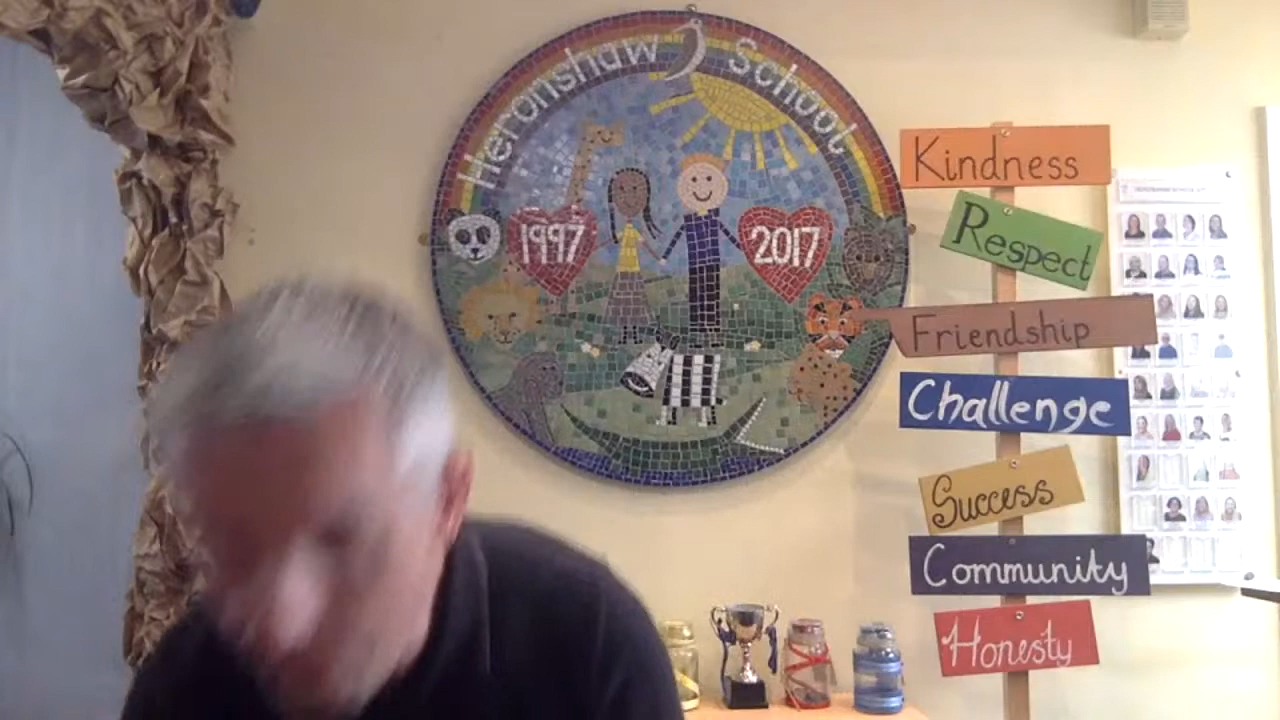 Heronshaw School
1997
2017
Kindness
Respect
Friendship
Challenge
Success
Community
Honesty